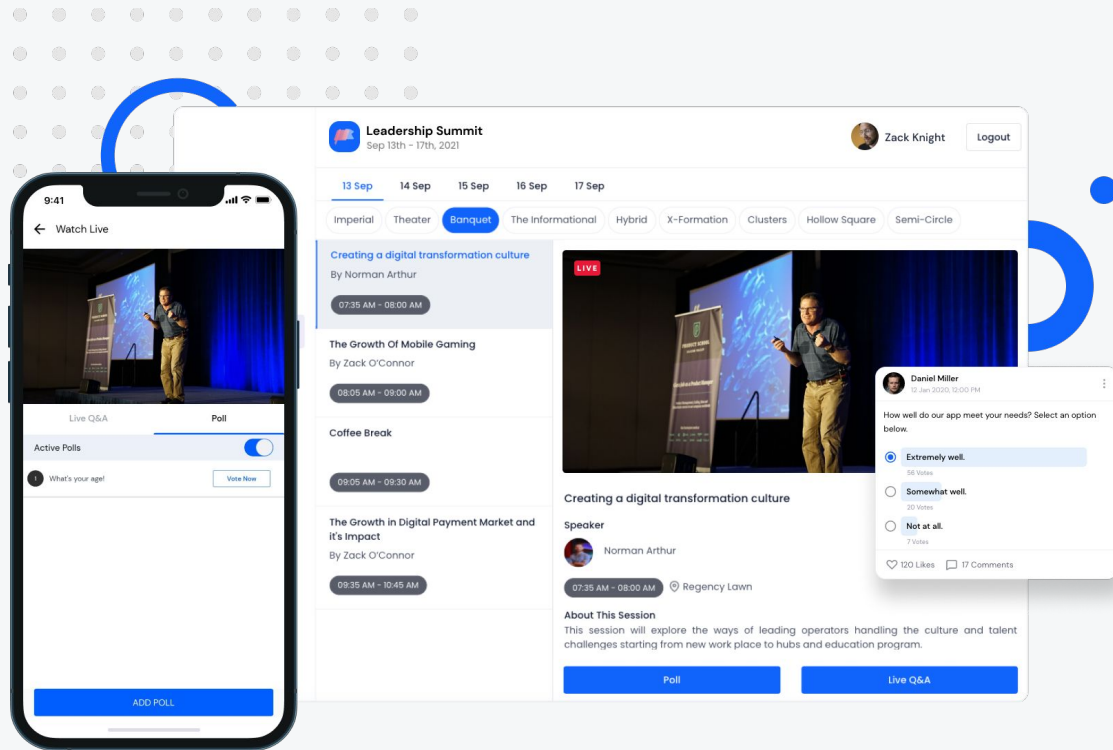 Leadership Summit
Sep 13th - 17th, 2021
Zack Knight
Logout
13 Sep
14 Sep
15 Sep
16 Sep
17 Sep
Imperial
Theater
Banquet
The Informational
Hybrid
X-Formation
Clusters
Hollow Square
Semi-Circle
9:41
Watch Live
Live Q&A
Poll
Active Polls
1
What's your age!
Vote Now
ADD POLL
Creating a digital transformation culture
By Norman Arthur
07:35 AM - 08:00 AM
The Growth Of Mobile Gaming
By Zack O'Connor
08:05 AM - 09:00 AM
Coffee Break
09:05 AM - 09:30 AM
The Growth in Digital Payment Market and
it's Impact
By Zack O'Connor
09:35 AM - 10:45 AM
LIVE
PRODUCT SCHOOL
Creating a digital transformation culture
Speaker
Norman Arthur
07:35 AM - 08:00 AM
Regency Lawn
About This Session
This session will explore the ways of leading operators handling the culture and talent
challenges starting from new work place to hubs and education program.
Poll
Live Q&A
Daniel Miller
12 Jan 2020, 12:00 PM
How well do our app meet your needs? Select an option
below.
Extremely well.
56 Votes
Somewhat well.
20 Votes
Not at all.
7 Votes
120 Likes
17 Comments